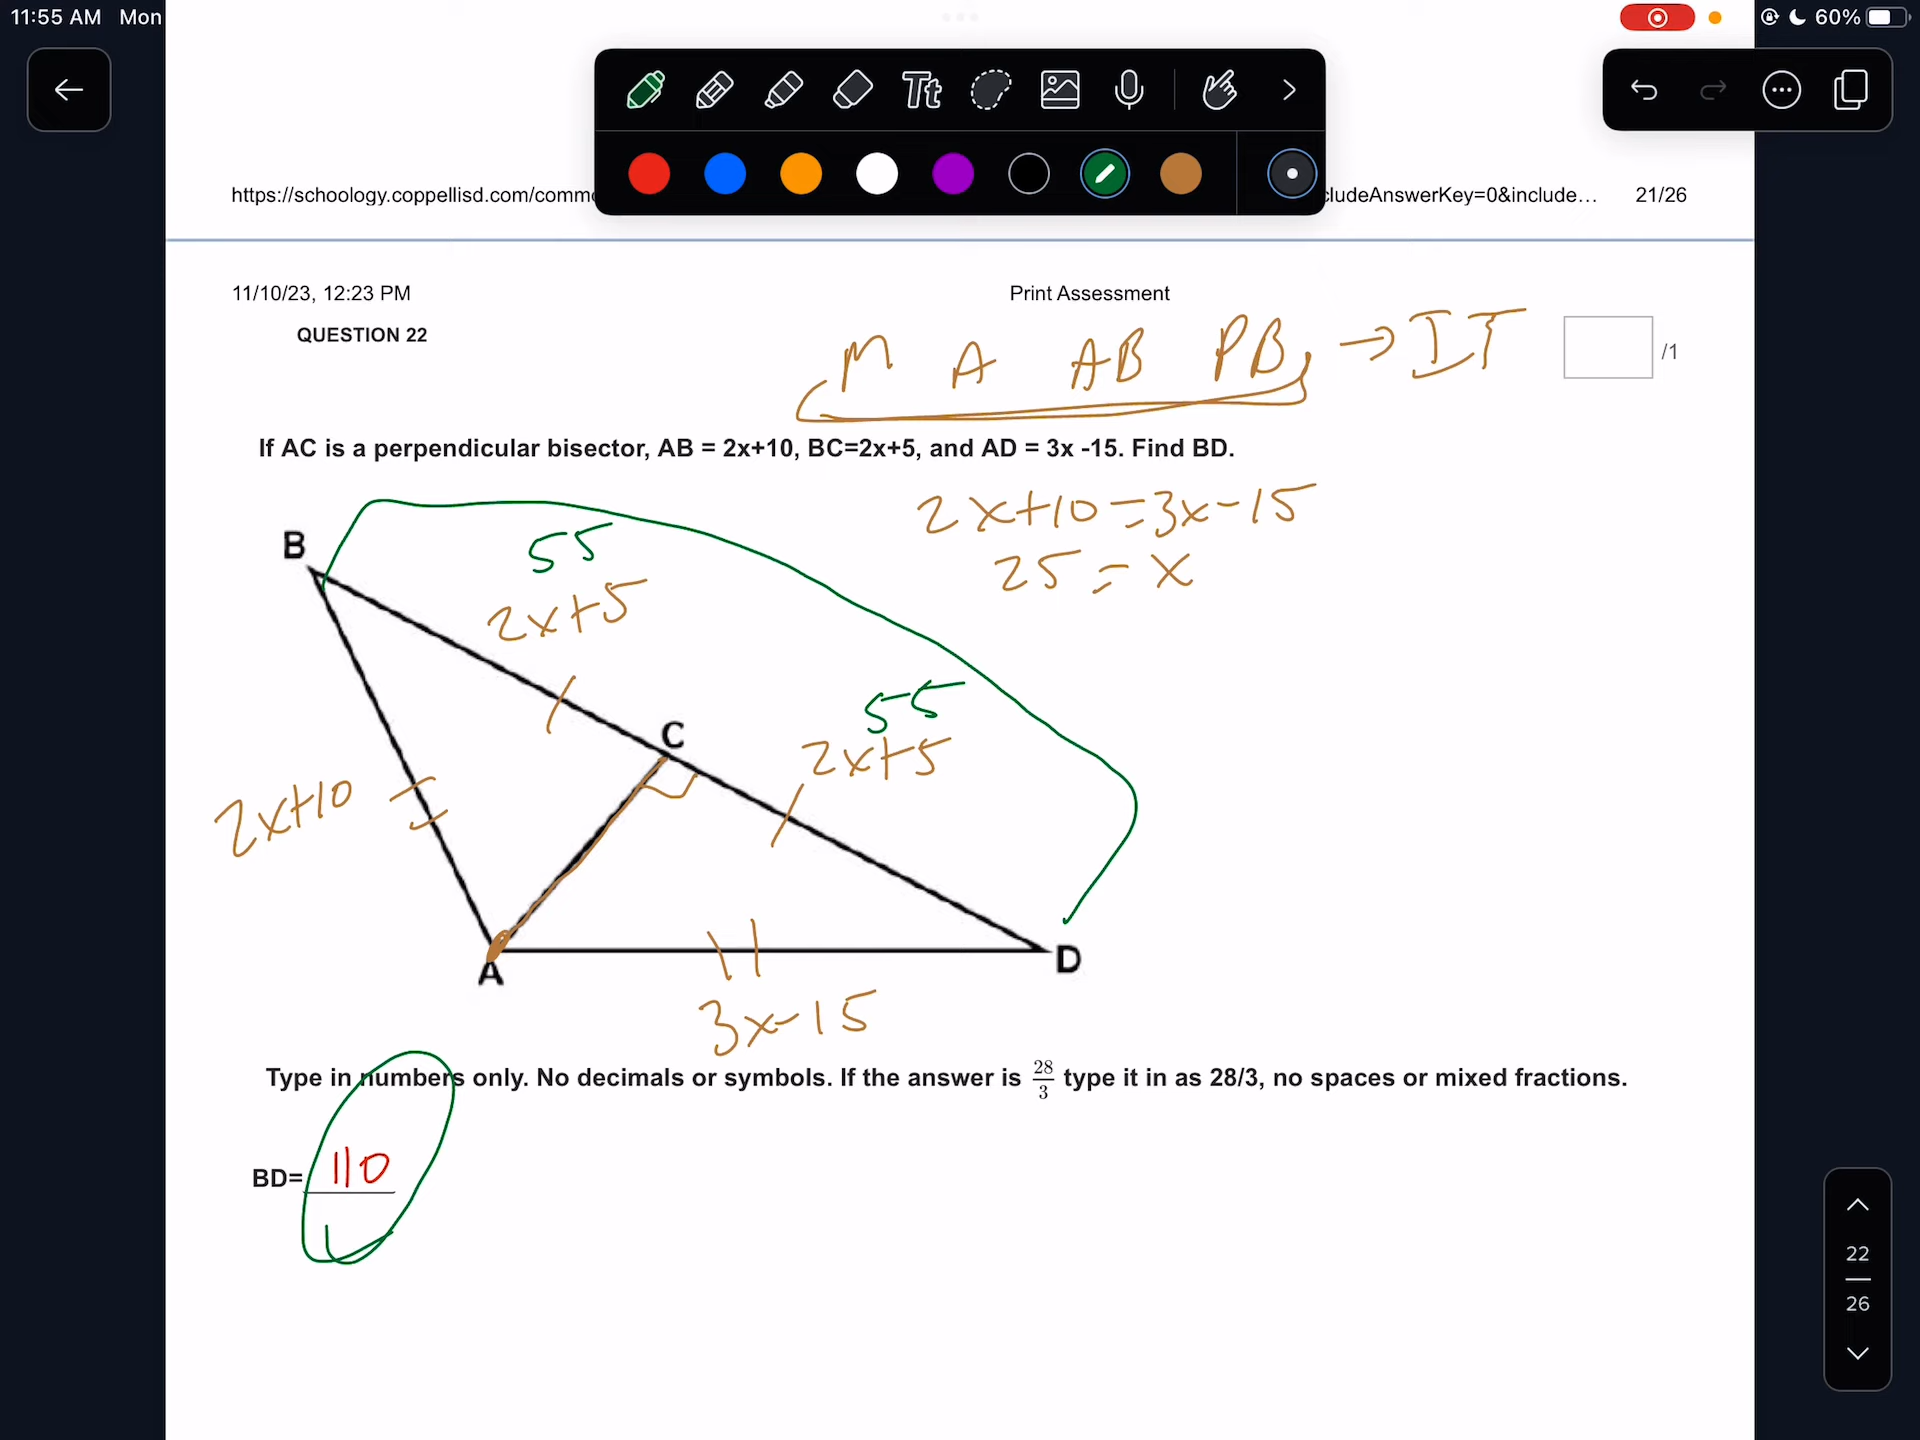 11:55 AM Mon
60%
Tt
https://schoology.coppellisd.com/comm
cludeAnswerKey=0&include…
21/26
11/10/23, 12:23 PM
Print Assessment
QUESTION 22
M A AB PB → IT
/1
If AC is a perpendicular bisector, AB = 2x+10, BC=2x+5, and AD = 3x -15. Find BD.
2x+10=3x-15
25=x
B
55
2x+5
C
55
2x+5
2x+10
A
D
3x-15
Type in numbers only. No decimals or symbols. If the answer is 28/3 type it in as 28/3, no spaces or mixed fractions.
BD= 110
22
26